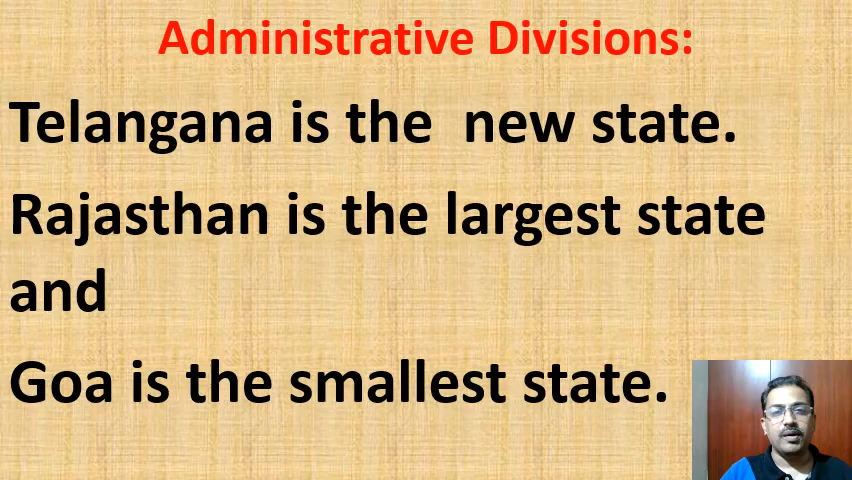 Administrative Divisions:
Telangana is the  new state.
Rajasthan is the largest state
and
Goa is the smallest state.